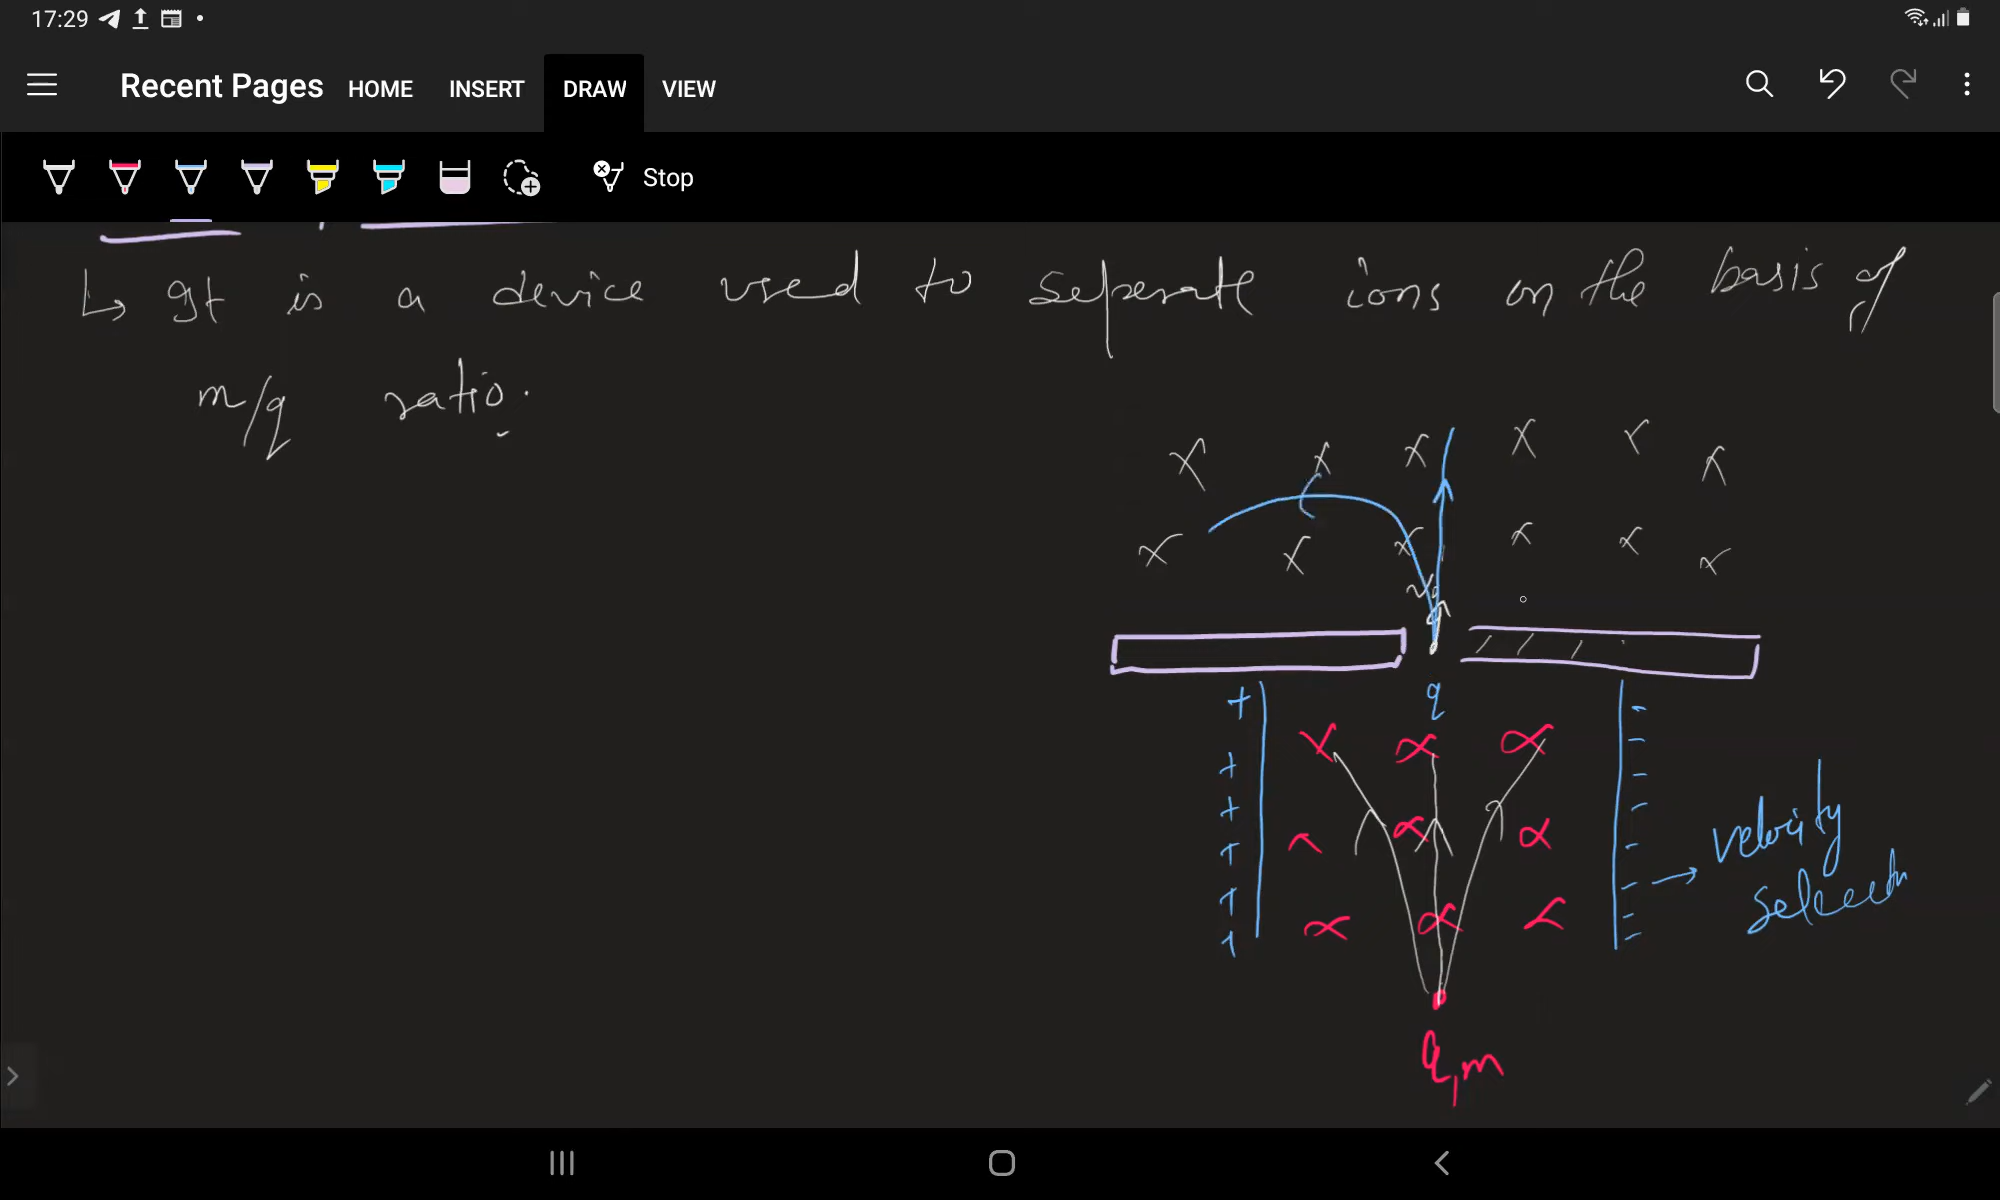 17:29
Recent Pages HOME INSERT DRAW VIEW
Stop
↳ It is a device used to seperate ions on the basis of
m/q ratio.
x x x x x x
x x x x x x
q
+ x x x -
+ + + + +
velocity
q,m